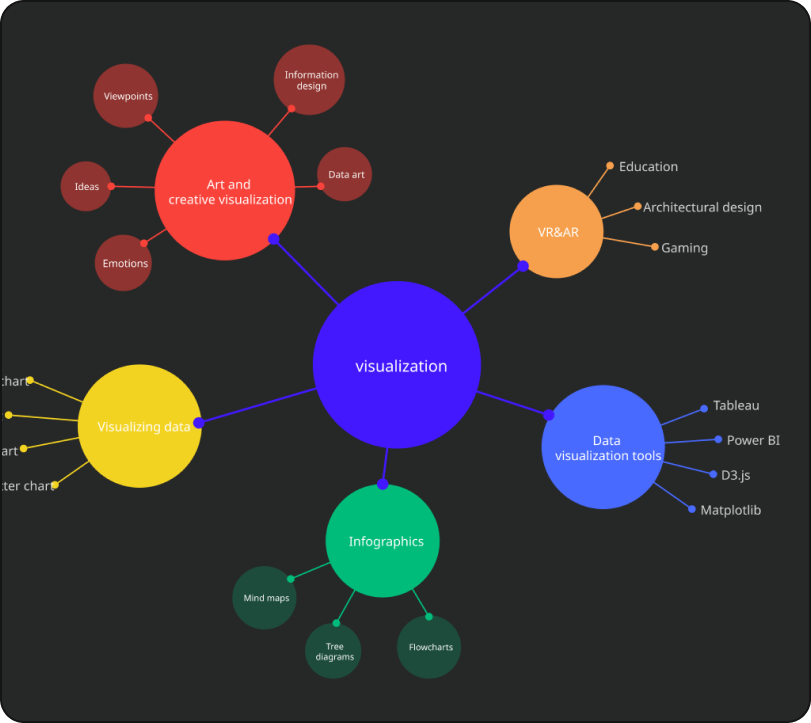 Information
design
Viewpoints
Data art
Ideas
Art and
creative visualization
Emotions
Education
Architectural design
Gaming
VR&AR
visualization
chart
art
tter chart
Visualizing data
Tableau
Power BI
D3.js
Matplotlib
Data
visualization tools
Infographics
Mind maps
Tree
diagrams
Flowcharts